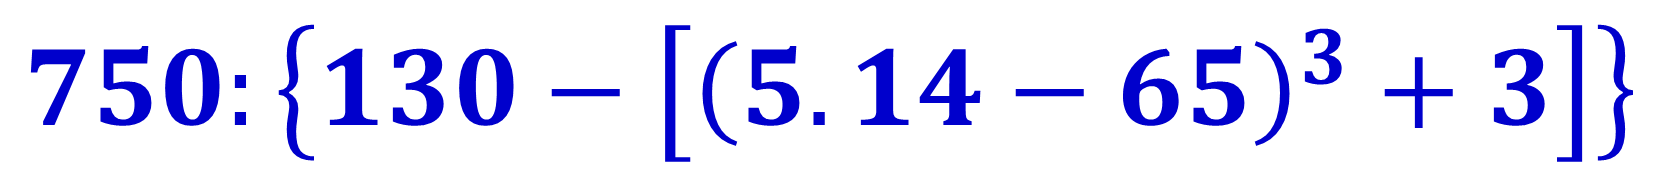 750:{130 − [(5.14 − 65)³ + 3]}